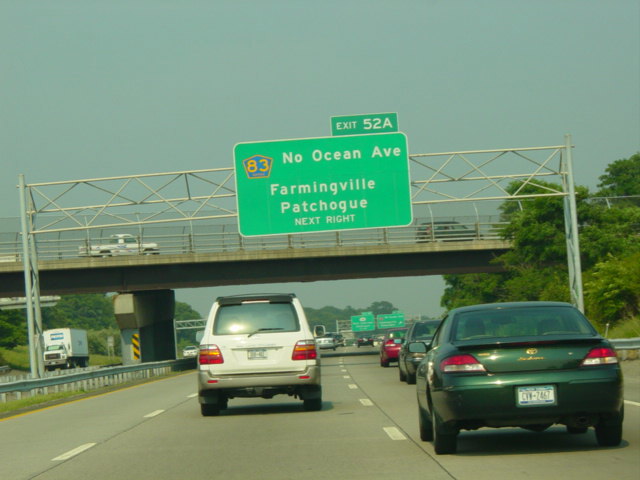 EXIT 52A
83
No Ocean Ave
Farmingville
Patchogue
NEXT RIGHT